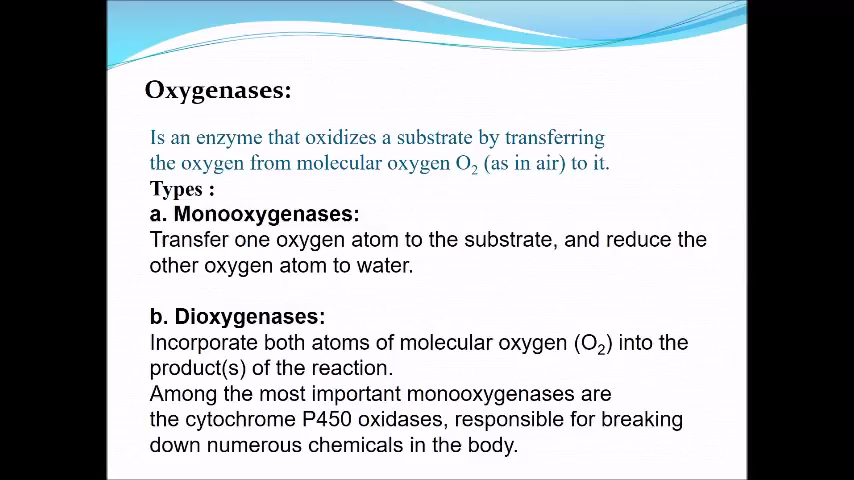 Oxygenases:
Is an enzyme that oxidizes a substrate by transferring
the oxygen from molecular oxygen O₂ (as in air) to it.
Types :
a. Monooxygenases:
Transfer one oxygen atom to the substrate, and reduce the
other oxygen atom to water.
b. Dioxygenases:
Incorporate both atoms of molecular oxygen (O₂) into the
product(s) of the reaction.
Among the most important monooxygenases are
the cytochrome P450 oxidases, responsible for breaking
down numerous chemicals in the body.